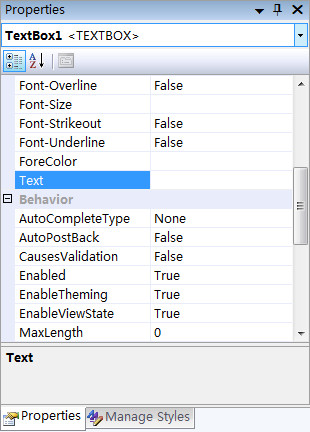 Properties
TextBox1 <TEXTBOX>
Font-Overline False
Font-Size
Font-Strikeout False
Font-Underline False
ForeColor
Text
Behavior
AutoCompleteType None
AutoPostBack False
CausesValidation False
Enabled True
EnableTheming True
EnableViewState True
MaxLength 0
Text
Properties Manage Styles